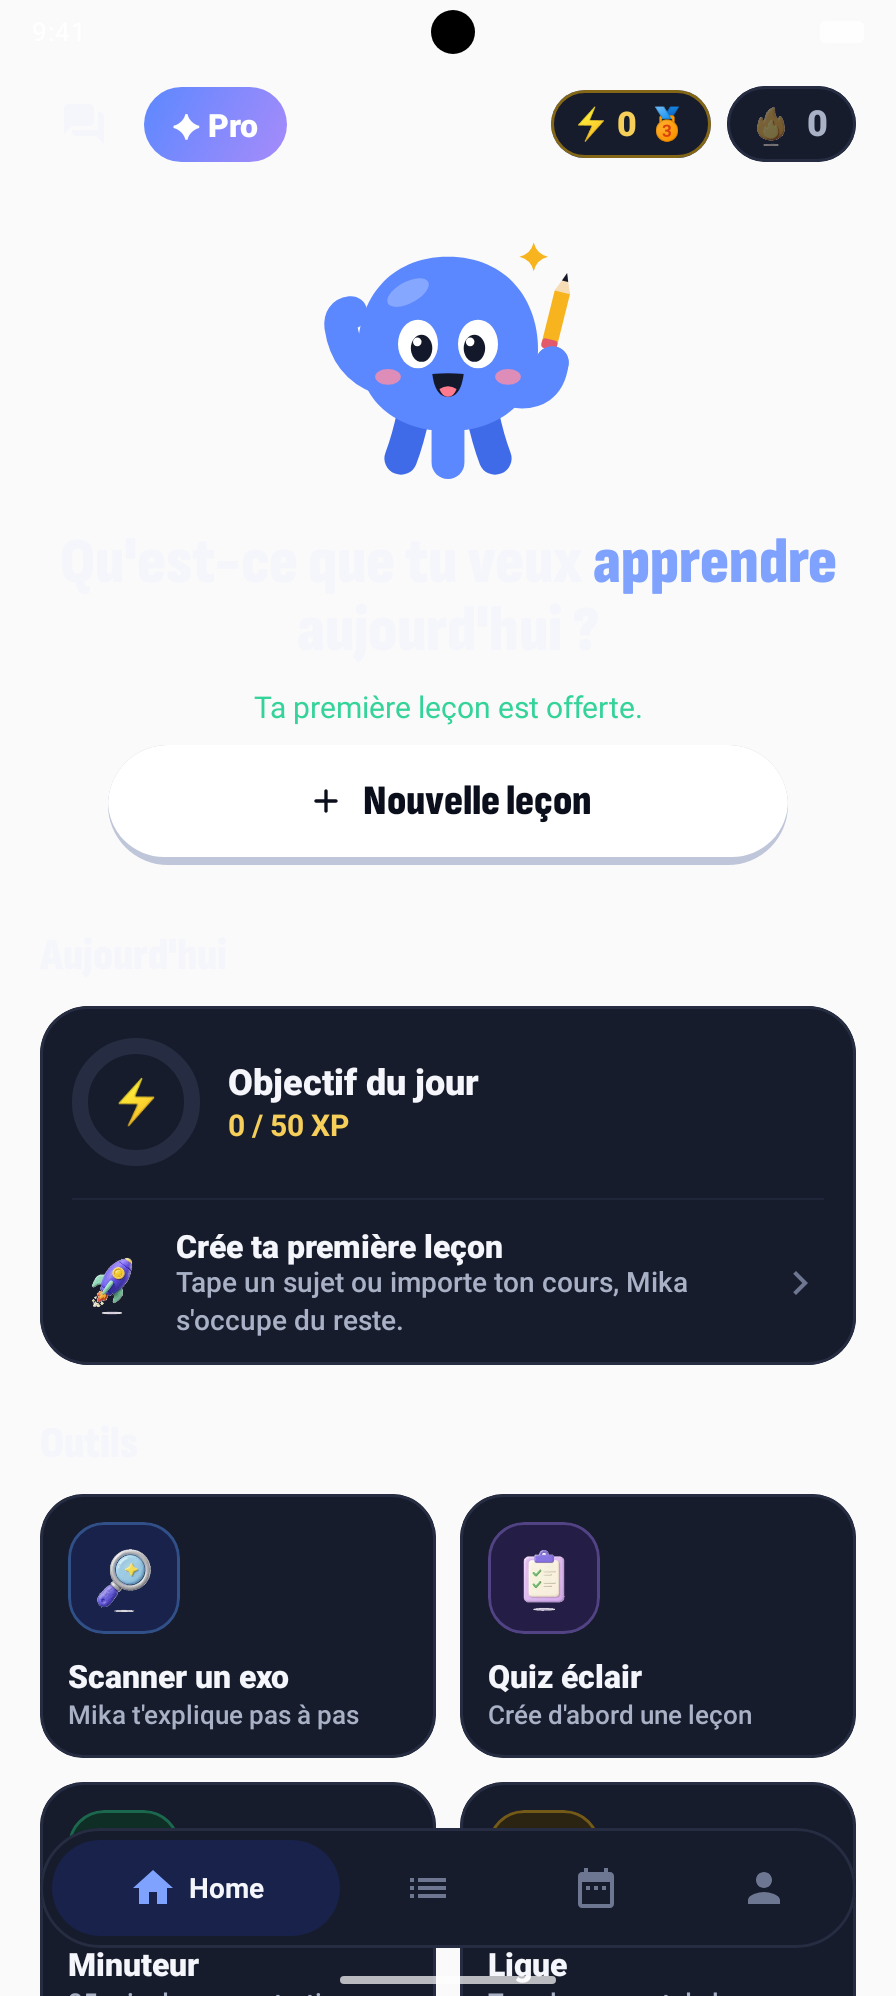 9:41
Pro
0
3
0
Qu'est-ce que tu veux apprendre
aujourd'hui ?
Ta première leçon est offerte.
+ Nouvelle leçon
Aujourd'hui
Objectif du jour
0 / 50 XP
Crée ta première leçon
Tape un sujet ou importe ton cours, Mika
s'occupe du reste.
Outils
Scanner un exo
Mika t'explique pas à pas
Quiz éclair
Crée d'abord une leçon
Home
Minuteur
Ligue